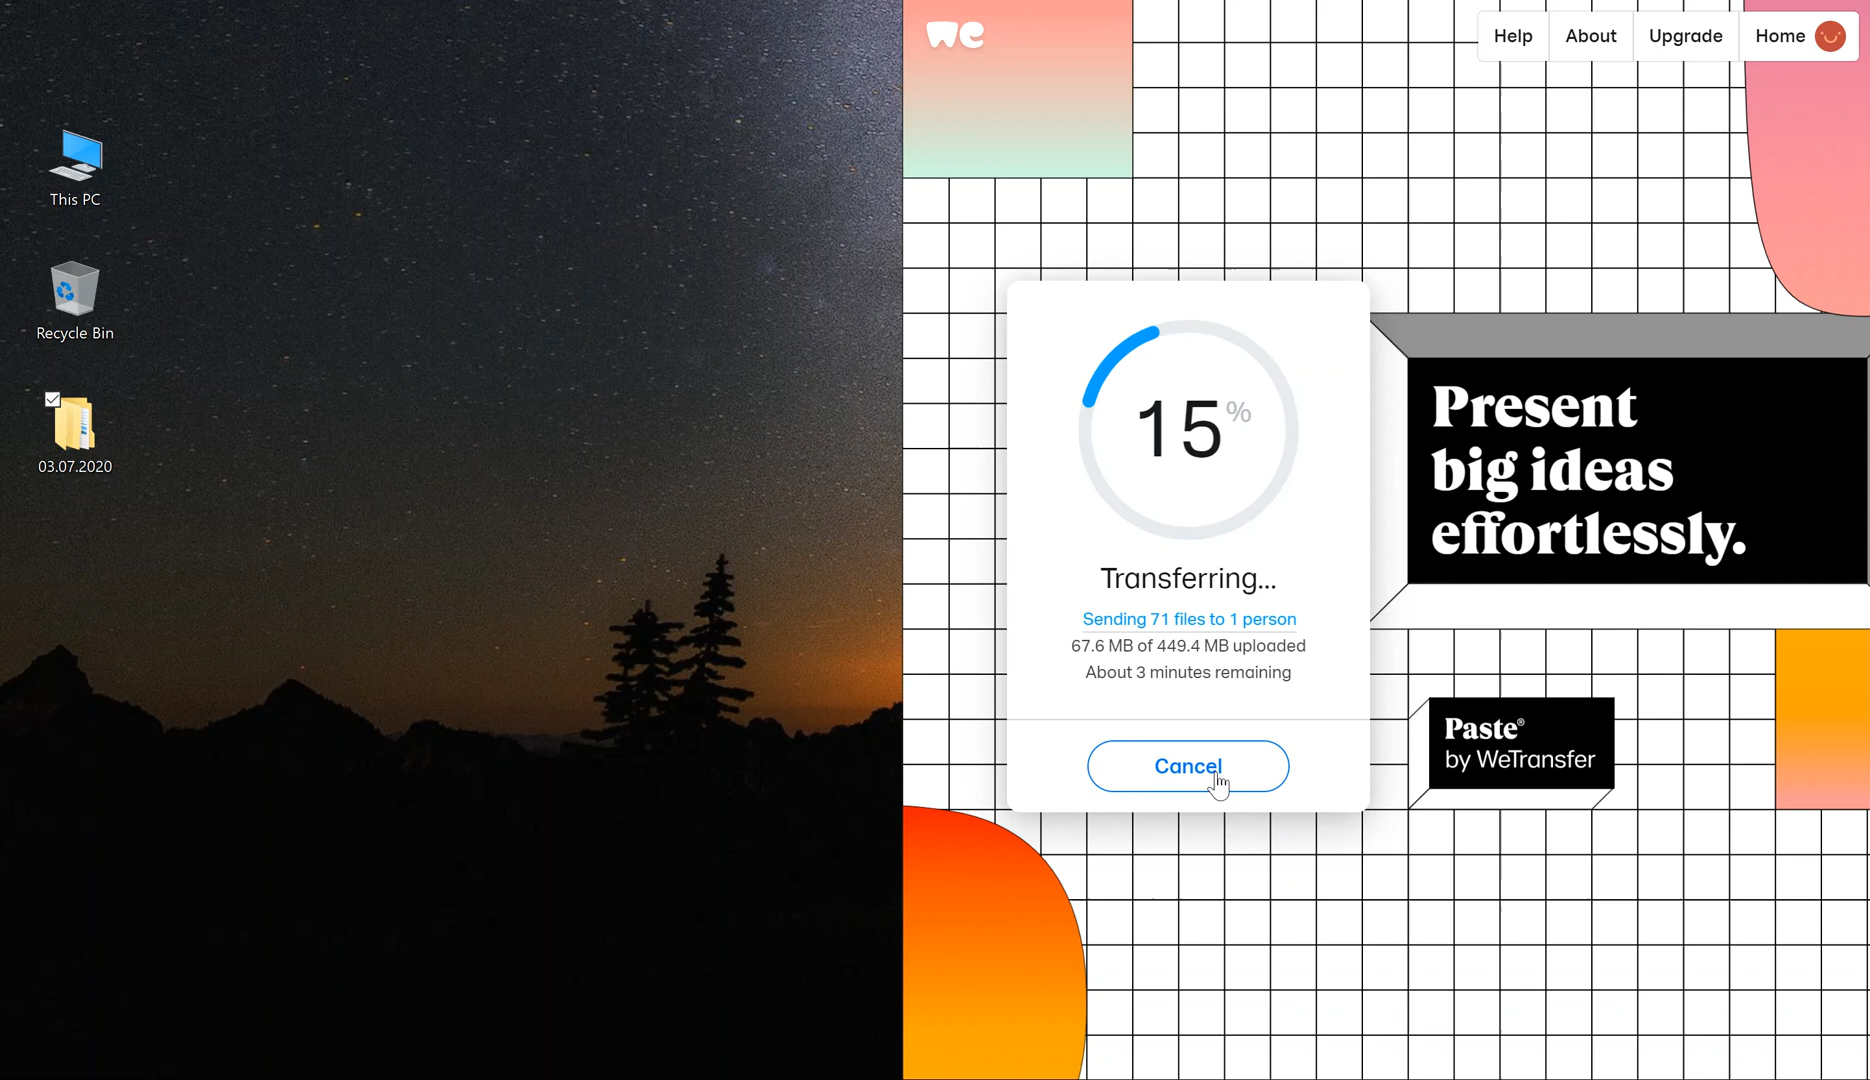 This PC
Recycle Bin
03.07.2020
we
Help
About
Upgrade
Home
15%
Transferring...
Sending 71 files to 1 person
67.6 MB of 449.4 MB uploaded
About 3 minutes remaining
Cancel
Present
big ideas
effortlessly.
Paste®
by WeTransfer